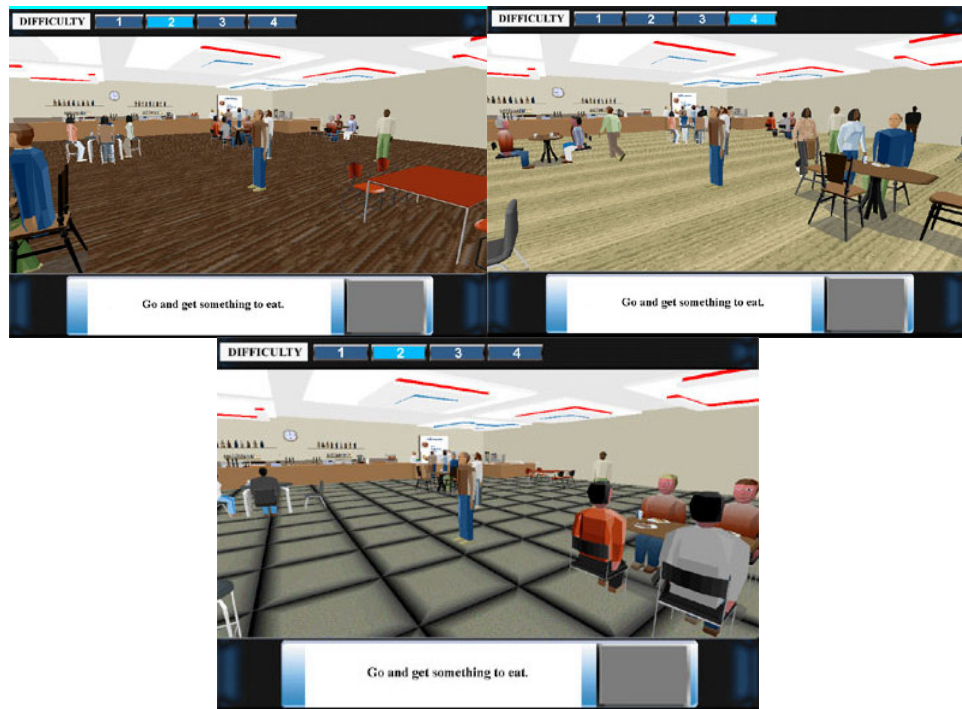 DIFFICULTY 1 2 3 4
Go and get something to eat.
DIFFICULTY 1 2 3 4
Go and get something to eat.
DIFFICULTY 1 2 3 4
Go and get something to eat.